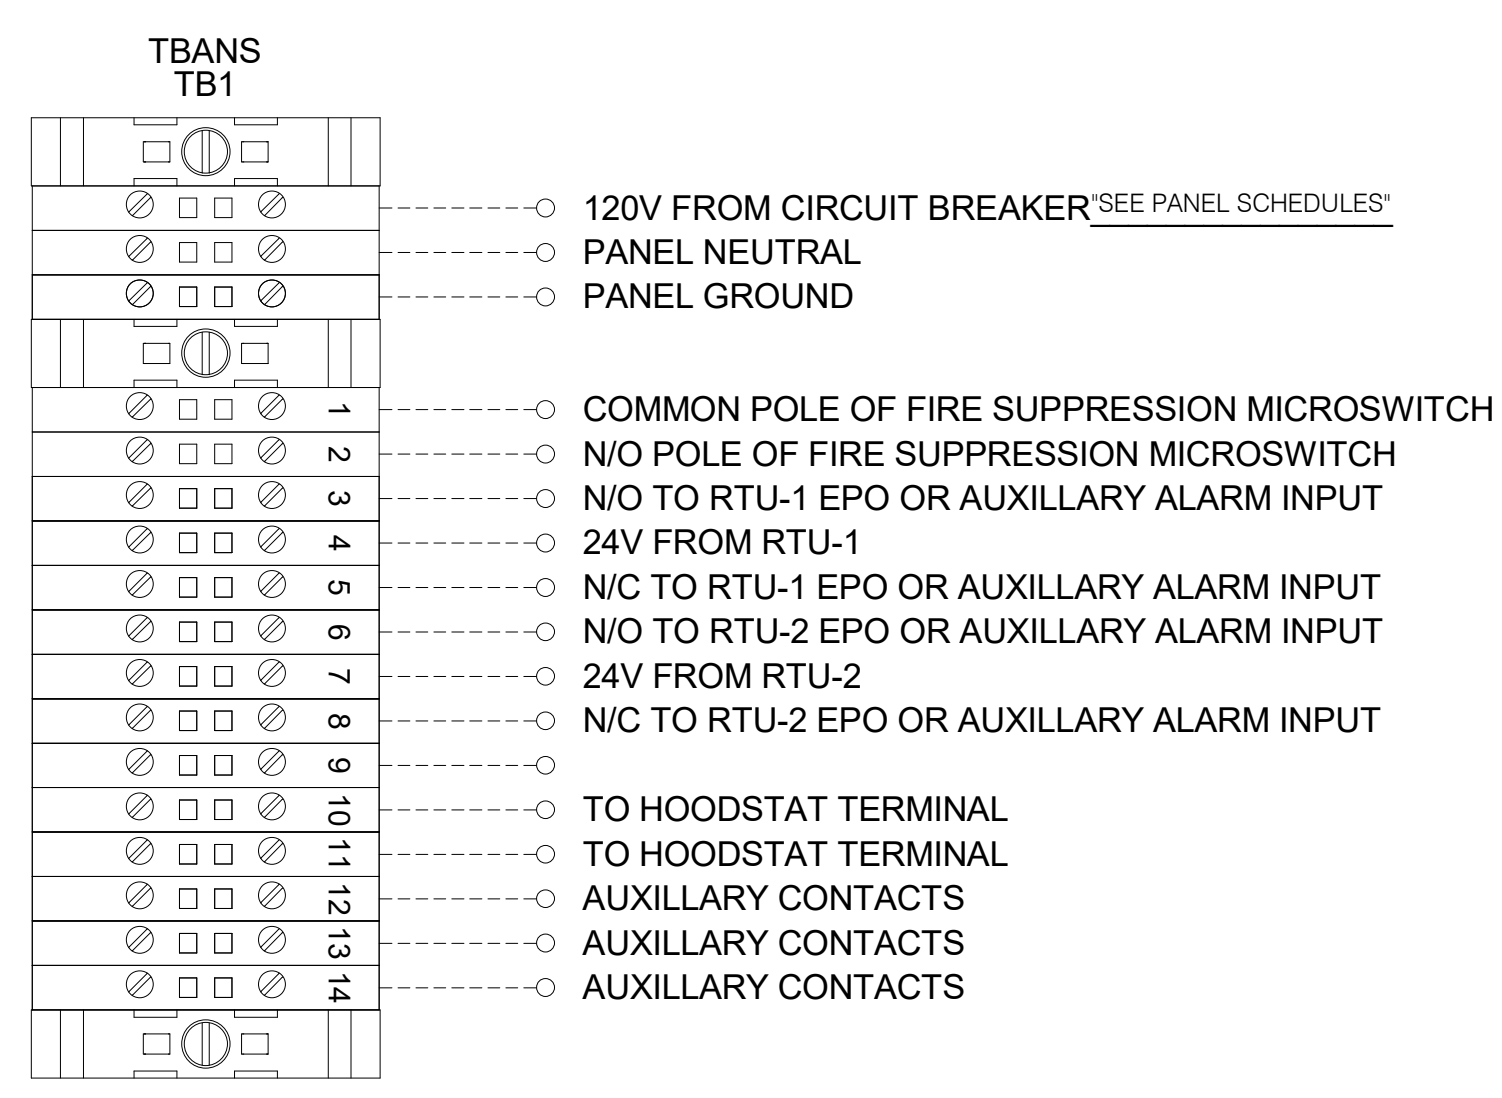 TBANS
TB1
120V FROM CIRCUIT BREAKER "SEE PANEL SCHEDULES"
PANEL NEUTRAL
PANEL GROUND
1 COMMON POLE OF FIRE SUPPRESSION MICROSWITCH
2 N/O POLE OF FIRE SUPPRESSION MICROSWITCH
3 N/O TO RTU-1 EPO OR AUXILLARY ALARM INPUT
4 24V FROM RTU-1
5 N/C TO RTU-1 EPO OR AUXILLARY ALARM INPUT
6 N/O TO RTU-2 EPO OR AUXILLARY ALARM INPUT
7 24V FROM RTU-2
8 N/C TO RTU-2 EPO OR AUXILLARY ALARM INPUT
9
10 TO HOODSTAT TERMINAL
11 TO HOODSTAT TERMINAL
12 AUXILLARY CONTACTS
13 AUXILLARY CONTACTS
14 AUXILLARY CONTACTS